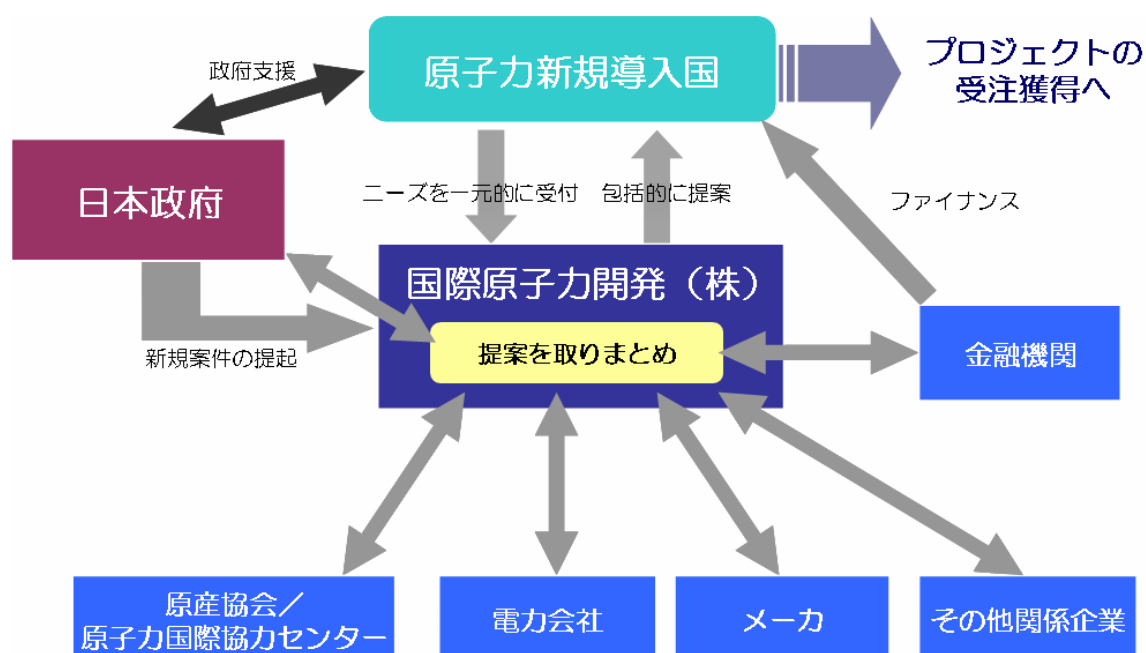 政府支援
原子力新規導入国
プロジェクトの
受注獲得へ
日本政府
ニーズを一元的に受付
包括的に提案
ファイナンス
国際原子力開発（株）
提案を取りまとめ
新規案件の提起
金融機関
原産協会／
原子力国際協力センター
電力会社
メーカ
その他関係企業